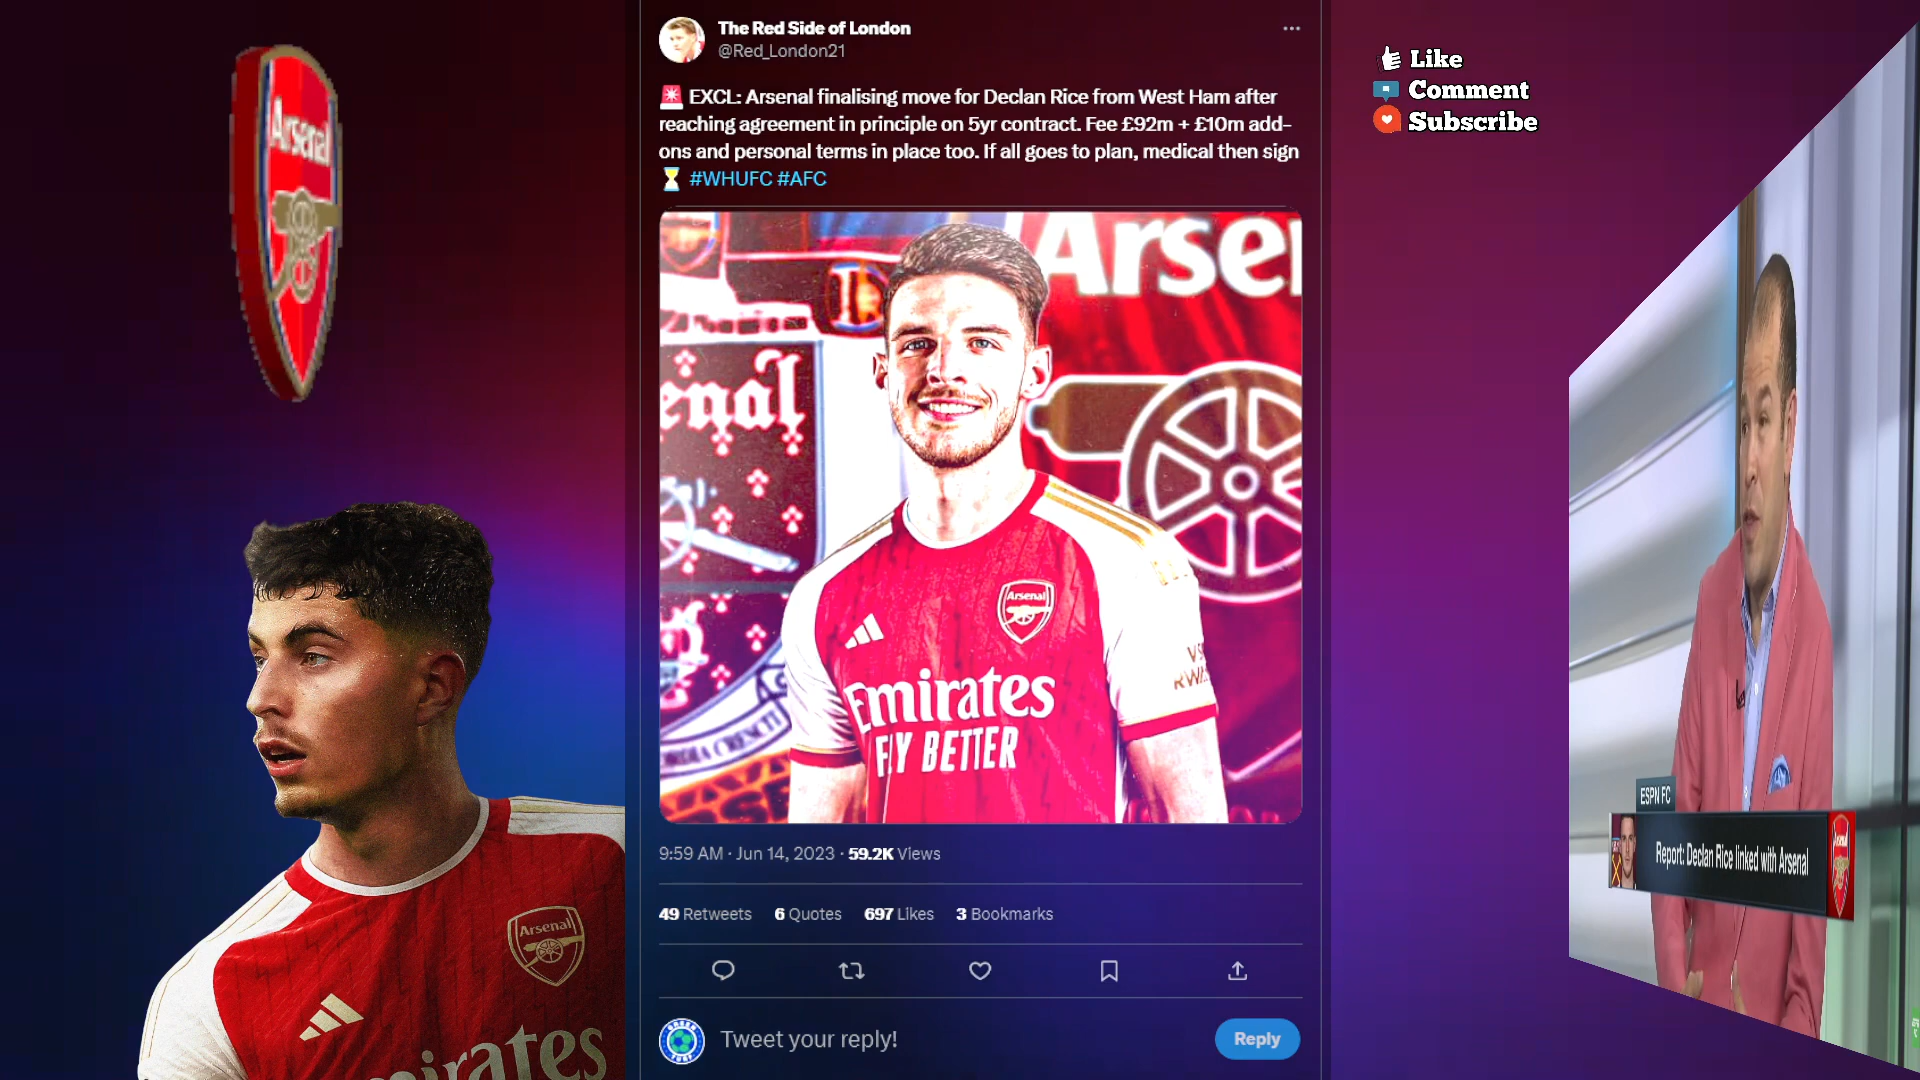 The Red Side of London
@Red_London21
🚨 EXCL: Arsenal finalising move for Declan Rice from West Ham after
reaching agreement in principle on 5yr contract. Fee £92m + £10m add-
ons and personal terms in place too. If all goes to plan, medical then sign
⏳ #WHUFC #AFC
Arsenal
Like
Comment
Subscribe
Arse
enal
Arsenal
Emirates
FLY BETTER
ESPN FC
Report: Declan Rice linked with Arsenal
Arsenal
Emirates
9:59 AM · Jun 14, 2023 · 59.2K Views
49 Retweets 6 Quotes 697 Likes 3 Bookmarks
Tweet your reply!
Reply